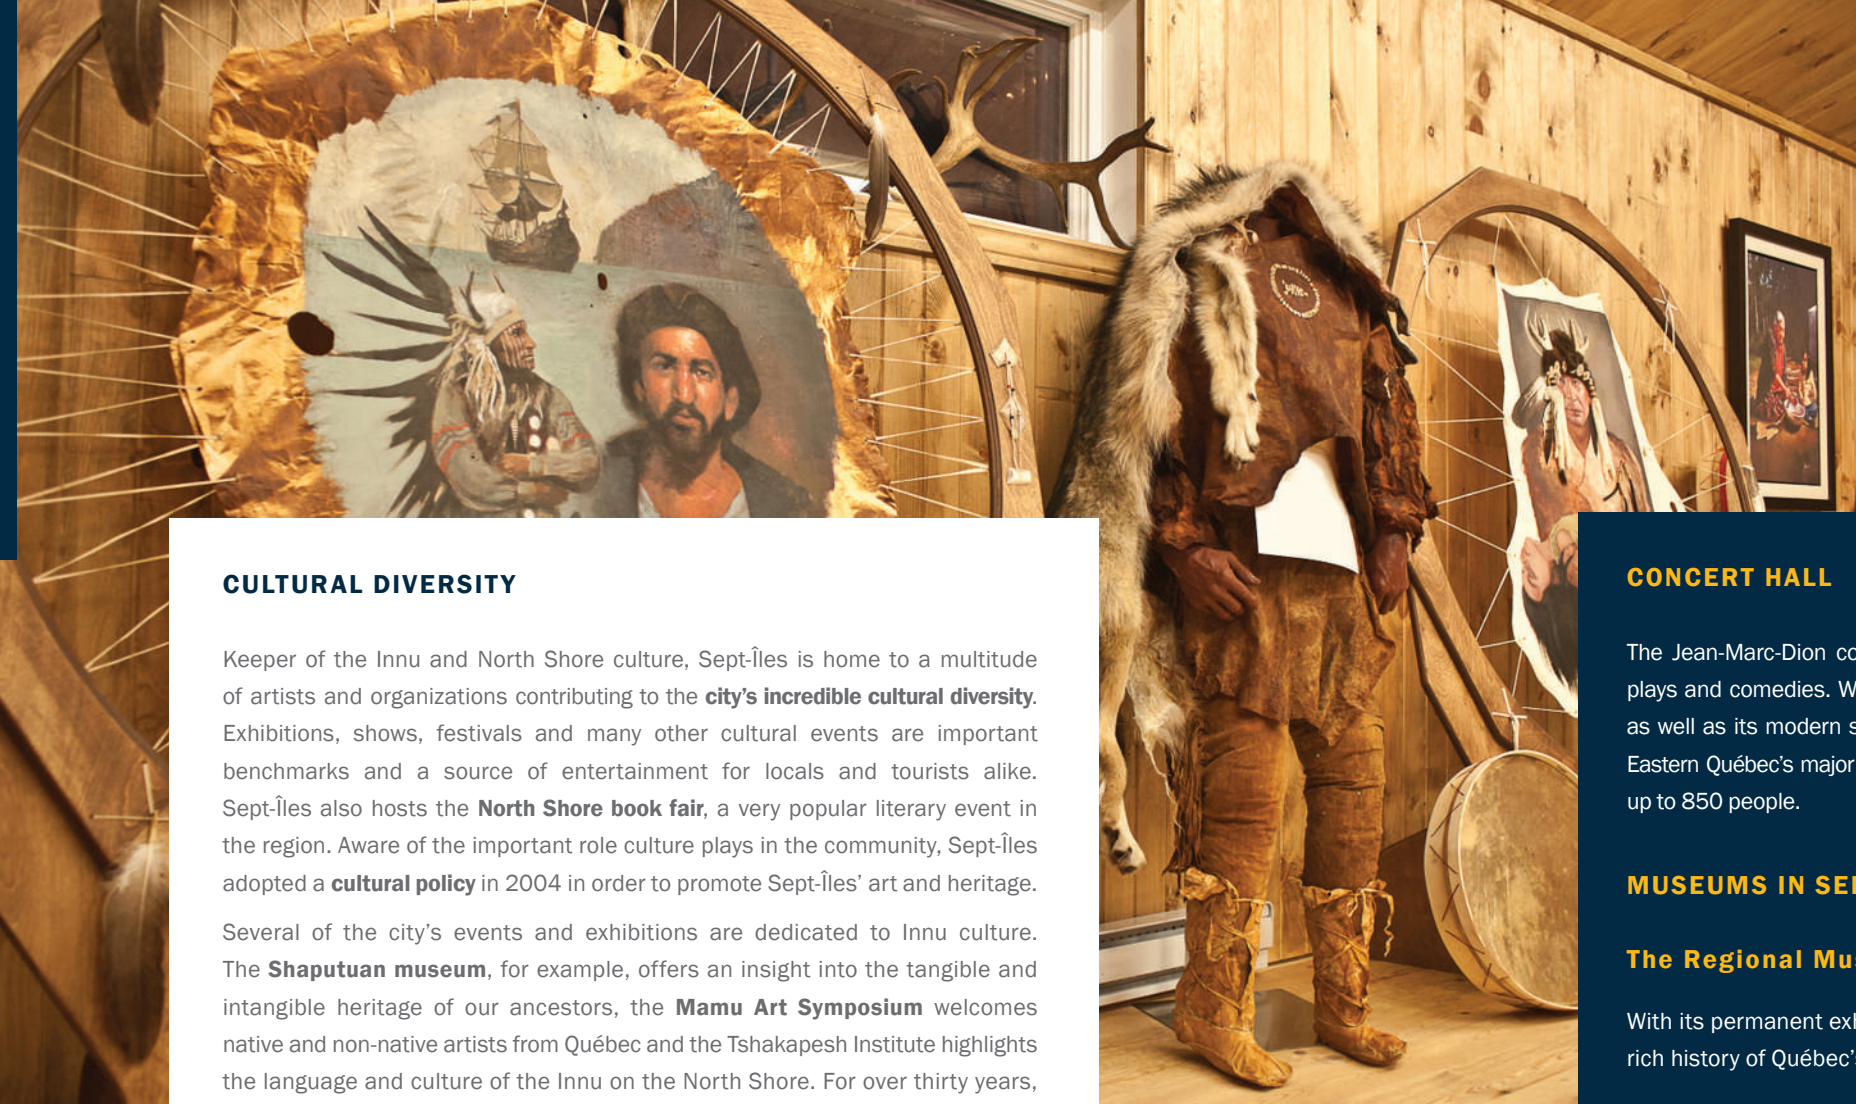 CULTURAL DIVERSITY
Keeper of the Innu and North Shore culture, Sept-Îles is home to a multitude
of artists and organizations contributing to the city’s incredible cultural diversity.
Exhibitions, shows, festivals and many other cultural events are important
benchmarks and a source of entertainment for locals and tourists alike.
Sept-Îles also hosts the North Shore book fair, a very popular literary event in
the region. Aware of the important role culture plays in the community, Sept-Îles
adopted a cultural policy in 2004 in order to promote Sept-Îles’ art and heritage.
Several of the city’s events and exhibitions are dedicated to Innu culture.
The Shaputuan museum, for example, offers an insight into the tangible and
intangible heritage of our ancestors, the Mamu Art Symposium welcomes
native and non-native artists from Québec and the Tshakapesh Institute highlights
the language and culture of the Innu on the North Shore. For over thirty years,
CONCERT HALL
The Jean-Marc-Dion
plays and comedies.
as well as its modern
Eastern Québec’s major
up to 850 people.
MUSEUMS IN
The Regional
With its permanent
rich history of